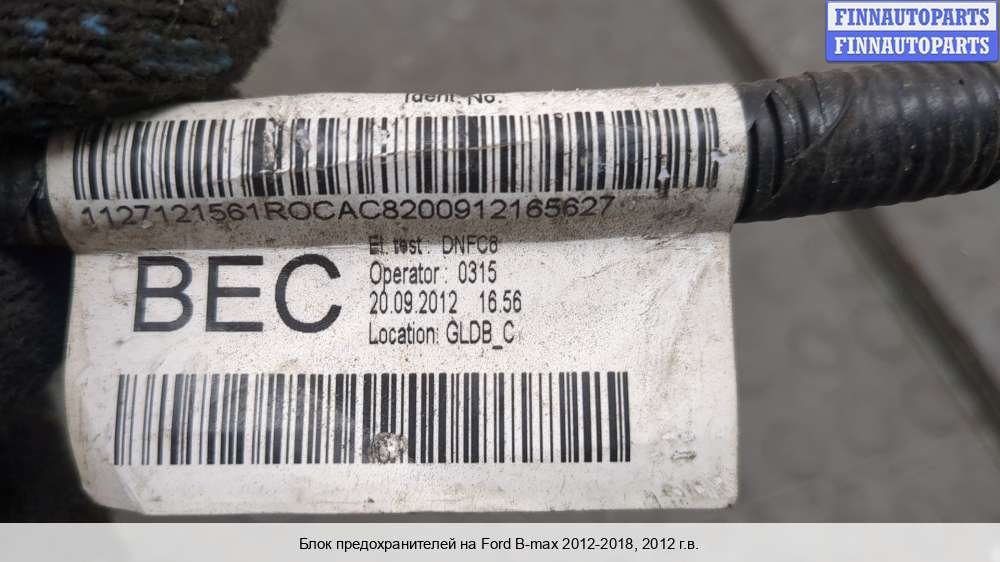 FINNAUTOPARTS
FINNAUTOPARTS
Ident. No.
1127121561ROCAC8200912165627
El. test : DNFC8
BEC
Operator : 0315
20.09.2012 16.56
Location: GLDB_C
Блок предохранителей на Ford B-max 2012-2018, 2012 г.в.